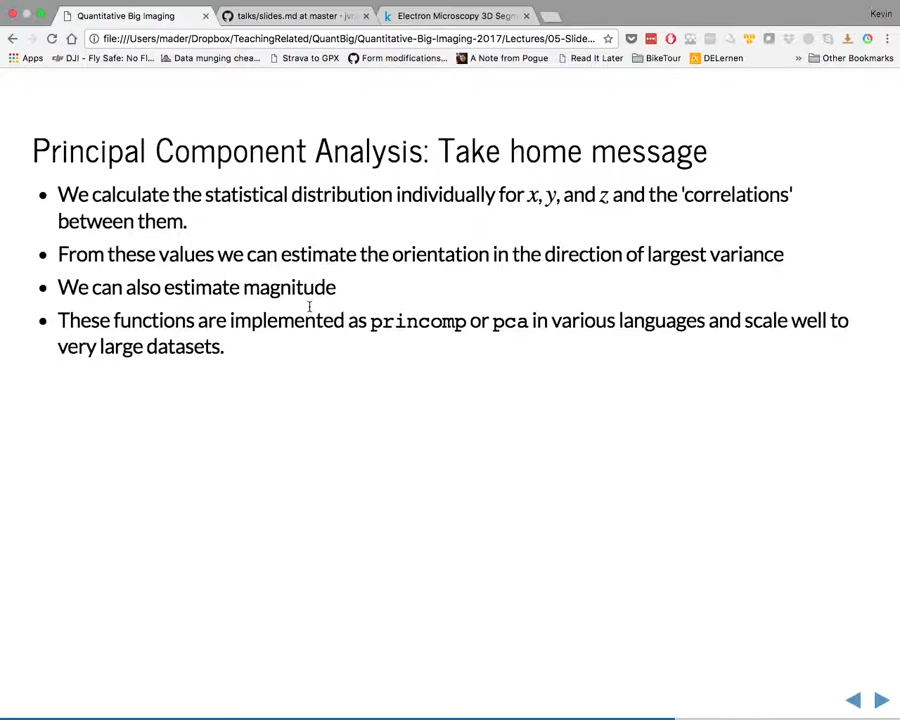 Quantitative Big Imaging
talks/slides.md at master · jvr
Electron Microscopy 3D Segm
Kevin
file:///Users/mader/Dropbox/TeachingRelated/QuantBig/Quantitative-Big-Imaging-2017/Lectures/05-Slide...
Apps
DJI - Fly Safe: No Fl...
Data munging chea...
Strava to GPX
Form modifications...
A Note from Pogue
Read It Later
BikeTour
DELernen
»
Other Bookmarks
Principal Component Analysis: Take home message
• We calculate the statistical distribution individually for x, y, and z and the 'correlations'
between them.
• From these values we can estimate the orientation in the direction of largest variance
• We can also estimate magnitude
• These functions are implemented as princomp or pca in various languages and scale well to
very large datasets.